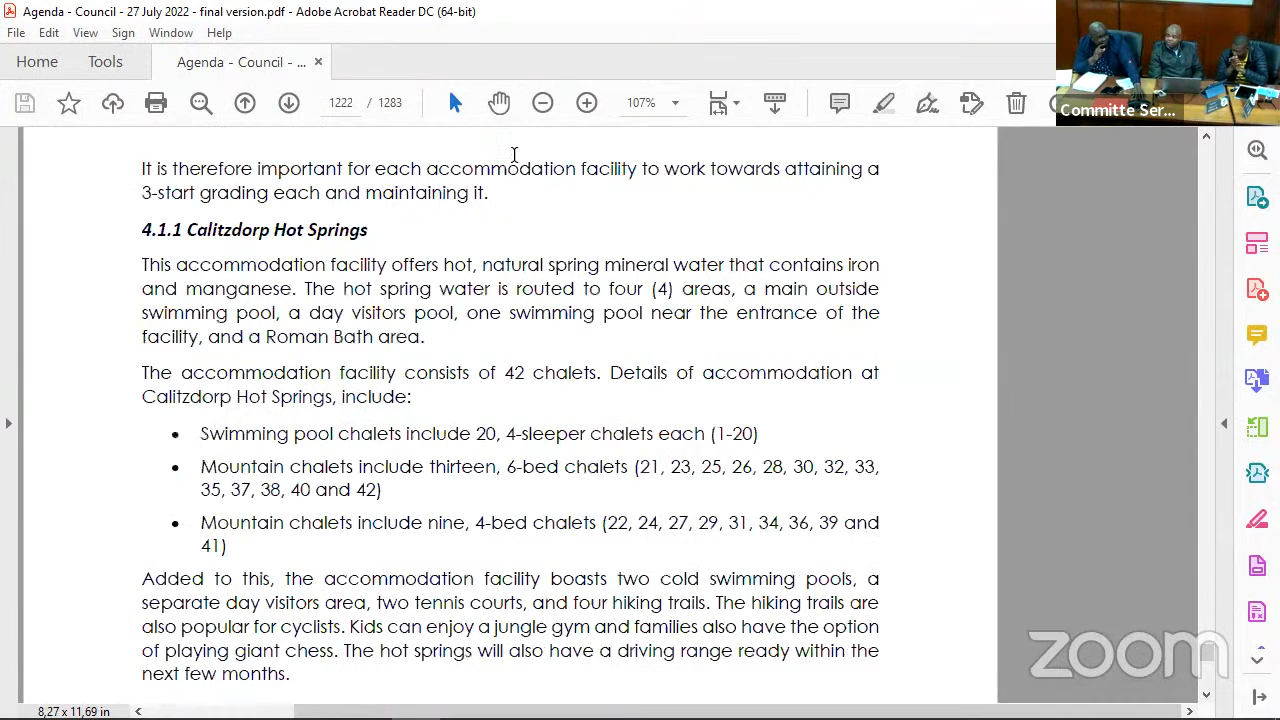 Agenda - Council - 27 July 2022 - final version.pdf - Adobe Acrobat Reader DC (64-bit)
File Edit View Sign Window Help
Home Tools Agenda - Council - ... ×
1222 / 1283 107%
Committe Ser...
It is therefore important for each accommodation facility to work towards attaining a
3-start grading each and maintaining it.
4.1.1 Calitzdorp Hot Springs
This accommodation facility offers hot, natural spring mineral water that contains iron
and manganese. The hot spring water is routed to four (4) areas, a main outside
swimming pool, a day visitors pool, one swimming pool near the entrance of the
facility, and a Roman Bath area.
The accommodation facility consists of 42 chalets. Details of accommodation at
Calitzdorp Hot Springs, include:
• Swimming pool chalets include 20, 4-sleeper chalets each (1-20)
• Mountain chalets include thirteen, 6-bed chalets (21, 23, 25, 26, 28, 30, 32, 33,
35, 37, 38, 40 and 42)
• Mountain chalets include nine, 4-bed chalets (22, 24, 27, 29, 31, 34, 36, 39 and
41)
Added to this, the accommodation facility boasts two cold swimming pools, a
separate day visitors area, two tennis courts, and four hiking trails. The hiking trails are
also popular for cyclists. Kids can enjoy a jungle gym and families also have the option
of playing giant chess. The hot springs will also have a driving range ready within the
next few months.
zoom
8,27 x 11,69 in